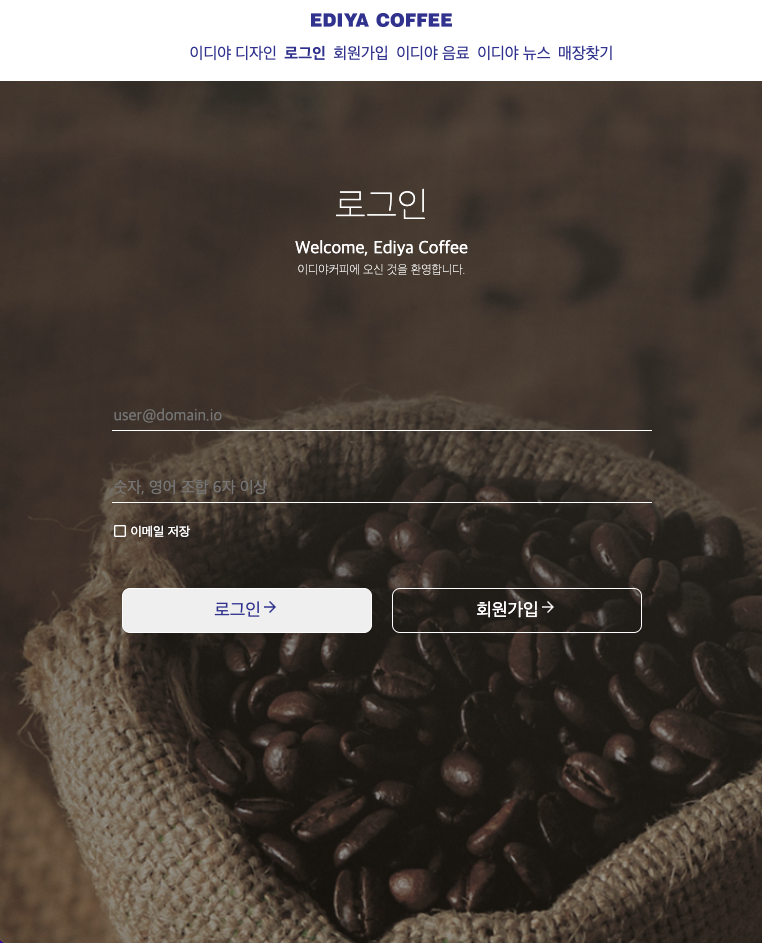 EDIYA COFFEE
이디야 디자인 로그인 회원가입 이디야 음료 이디야 뉴스 매장찾기
로그인
Welcome, Ediya Coffee
이디야커피에 오신 것을 환영합니다.
user@domain.io
숫자, 영어 조합 6자 이상
이메일 저장
로그인→ 회원가입→